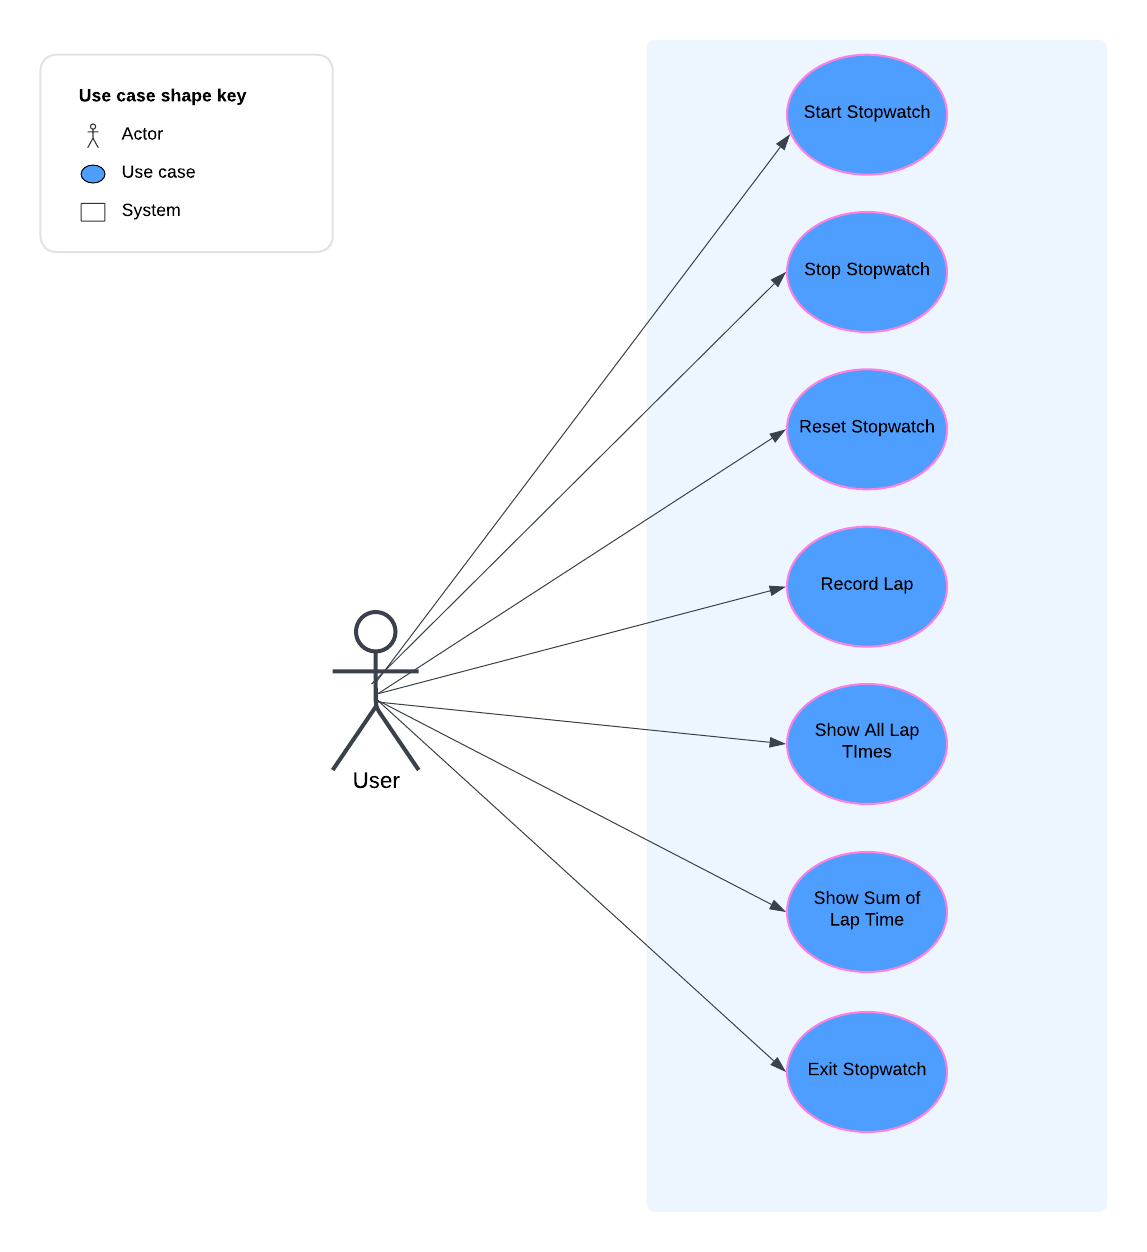 Use case shape key
Actor
Use case
System
Start Stopwatch
Stop Stopwatch
Reset Stopwatch
Record Lap
Show All Lap
TImes
Show Sum of
Lap Time
Exit Stopwatch
User